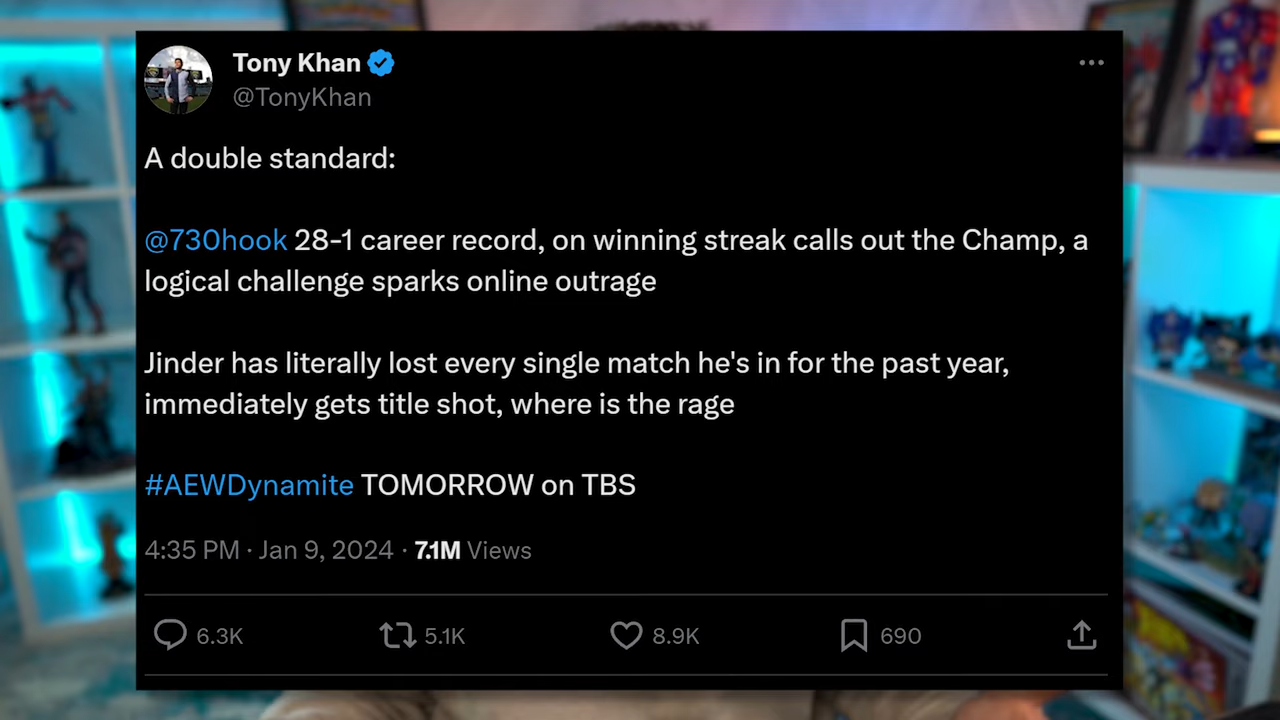 Tony Khan
@TonyKhan
A double standard:
@730hook 28-1 career record, on winning streak calls out the Champ, a
logical challenge sparks online outrage
Jinder has literally lost every single match he's in for the past year,
immediately gets title shot, where is the rage
#AEWDynamite TOMORROW on TBS
4:35 PM · Jan 9, 2024 · 7.1M Views
6.3K 5.1K 8.9K 690